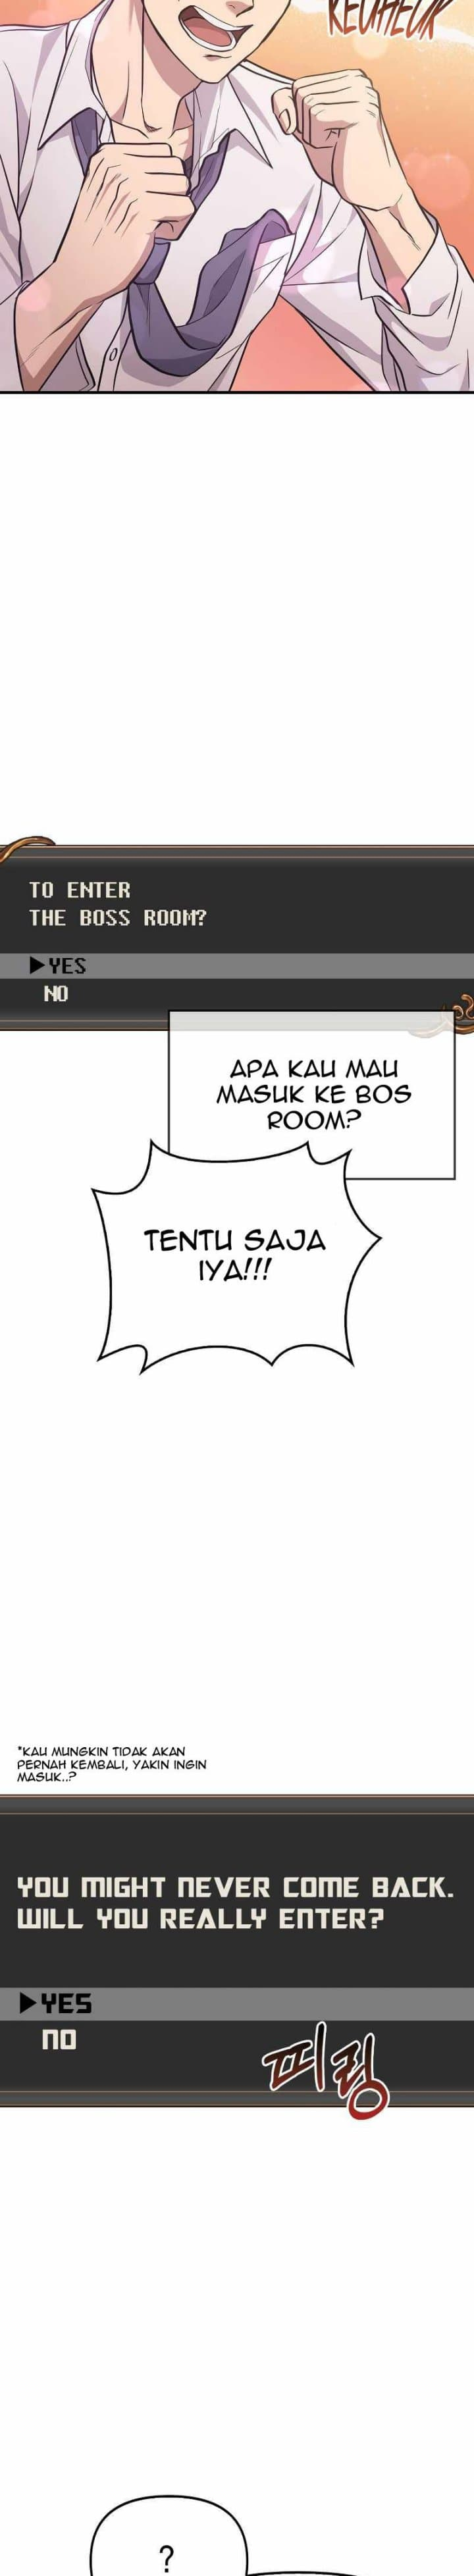 KEUHEUK
TO ENTER
THE BOSS ROOM?
▶YES
NO
APA KAU MAU
MASUK KE BOS
ROOM?
TENTU SAJA
IYA!!!
*KAU MUNGKIN TIDAK AKAN
PERNAH KEMBALI, YAKIN INGIN
MASUK..?
YOU MIGHT NEVER COME BACK.
WILL YOU REALLY ENTER?
▶YES
NO
띠링
?